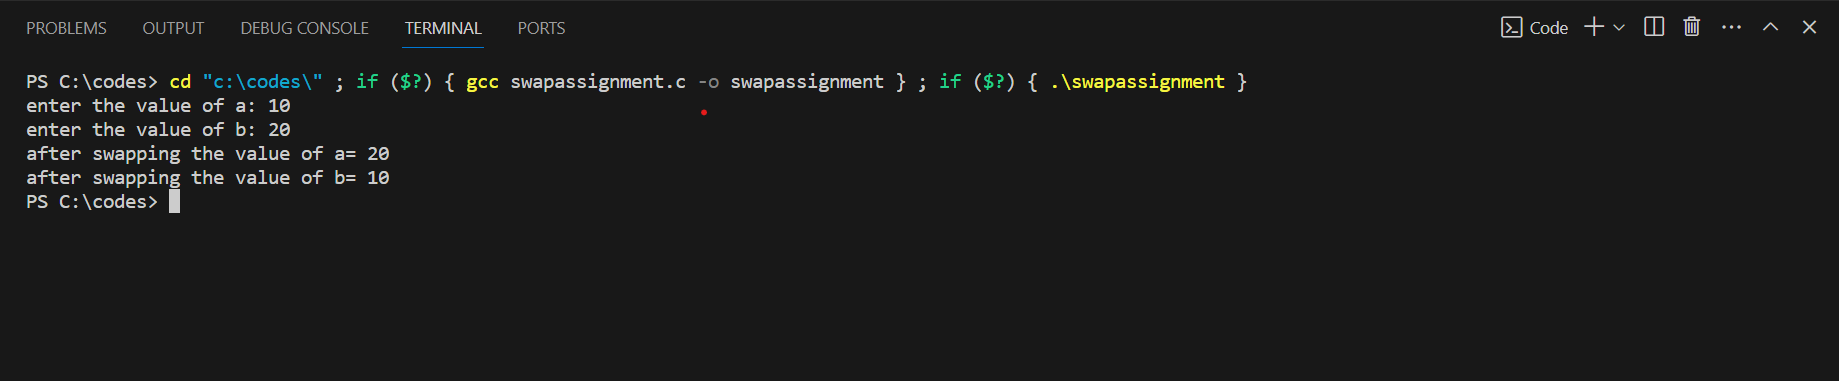 PROBLEMS OUTPUT DEBUG CONSOLE TERMINAL PORTS Code
PS C:\codes> cd "c:\codes\" ; if ($?) { gcc swapassignment.c -o swapassignment } ; if ($?) { .\swapassignment }
enter the value of a: 10
enter the value of b: 20
after swapping the value of a= 20
after swapping the value of b= 10
PS C:\codes>